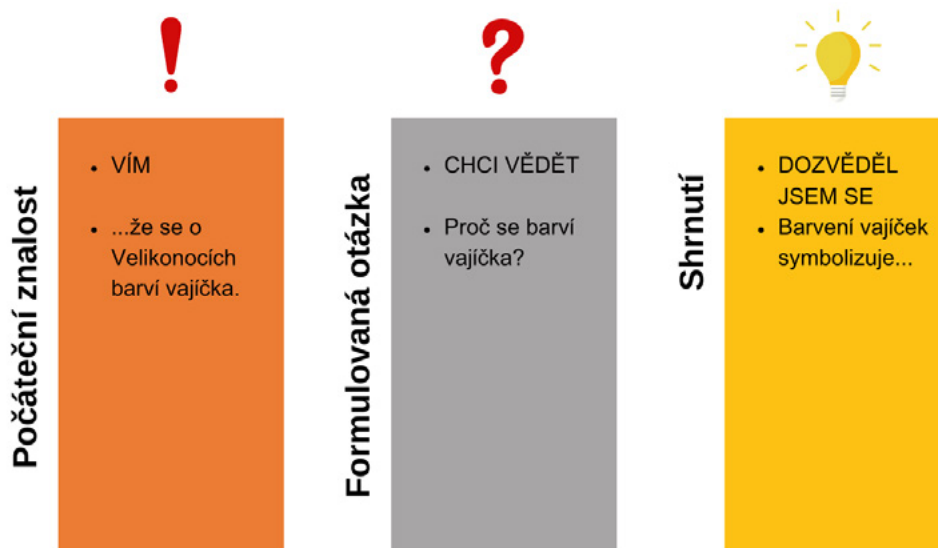 Počáteční znalost
• VÍM
• ...že se o
Velikonocích
barví vajíčka.
Formulovaná otázka
• CHCI VĚDĚT
• Proč se barví
vajíčka?
Shrnutí
• DOZVĚDĚL
JSEM SE
• Barvení vajíček
symbolizuje...